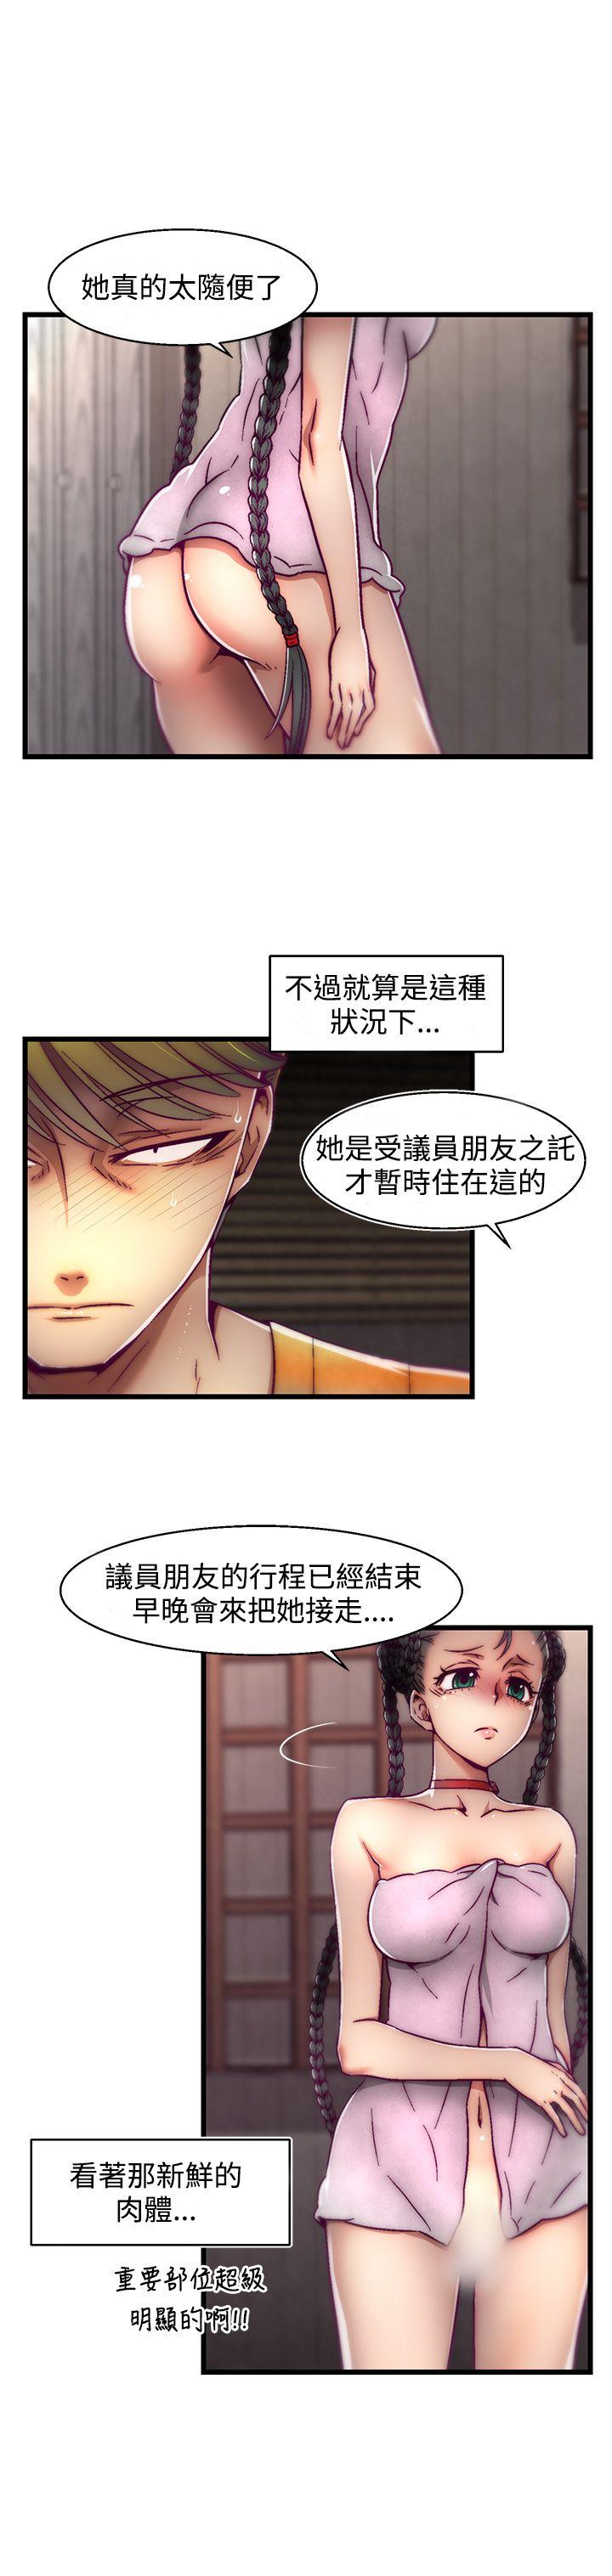 她真的太隨便了
不過就算是這種
狀況下...
她是受議員朋友之託
才暫時住在這的
議員朋友的行程已經結束
早晚會來把她接走....
看著那新鮮的
肉體...
重要部位超級
明顯的啊!!